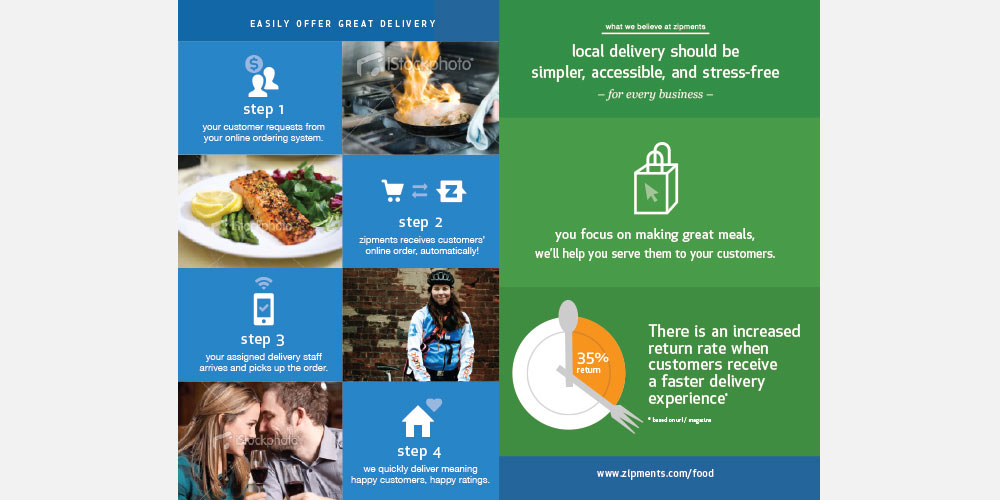 EASILY OFFER GREAT DELIVERY
$
step 1
your customer requests from
your online ordering system.
iStockphoto
iStockphoto
Z
step 2
zipments receives customers'
online order, automatically!
step 3
your assigned delivery staff
arrives and picks up the order.
iStockphoto
step 4
we quickly deliver meaning
happy customers, happy ratings.
what we believe at zipments
local delivery should be
simpler, accessible, and stress-free
– for every business –
you focus on making great meals,
we'll help you serve them to your customers.
35%
return
There is an increased
return rate when
customers receive
a faster delivery
experience*
* based on url / magazine
www.zipments.com/food